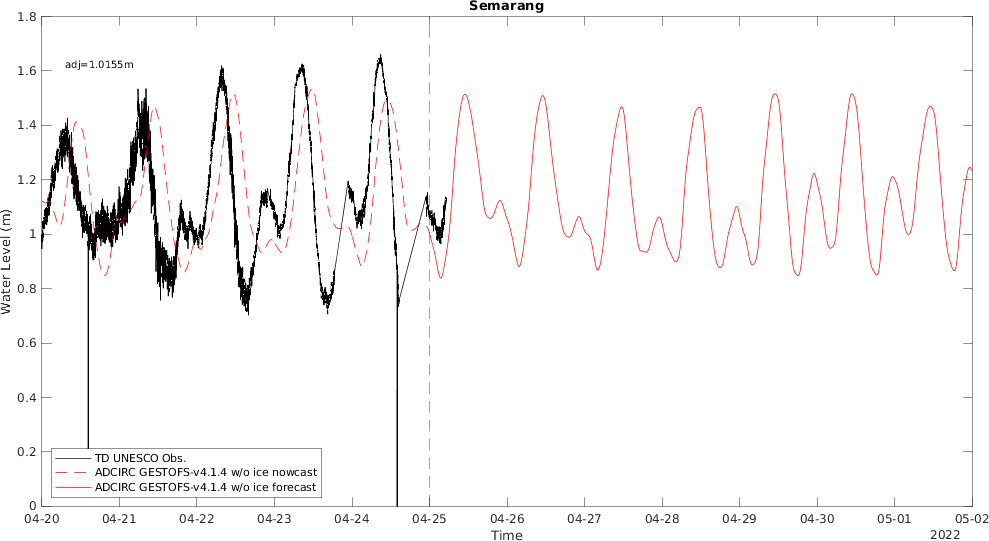 Semarang
1.8
adj=1.0155m
1.6
1.4
1.2
1
0.8
0.6
0.4
0.2
0
Water Level (m)
TD UNESCO Obs.
ADCIRC GESTOFS-v4.1.4 w/o ice nowcast
ADCIRC GESTOFS-v4.1.4 w/o ice forecast
04-20 04-21 04-22 04-23 04-24 04-25 04-26 04-27 04-28 04-29 04-30 05-01 05-02
Time
2022